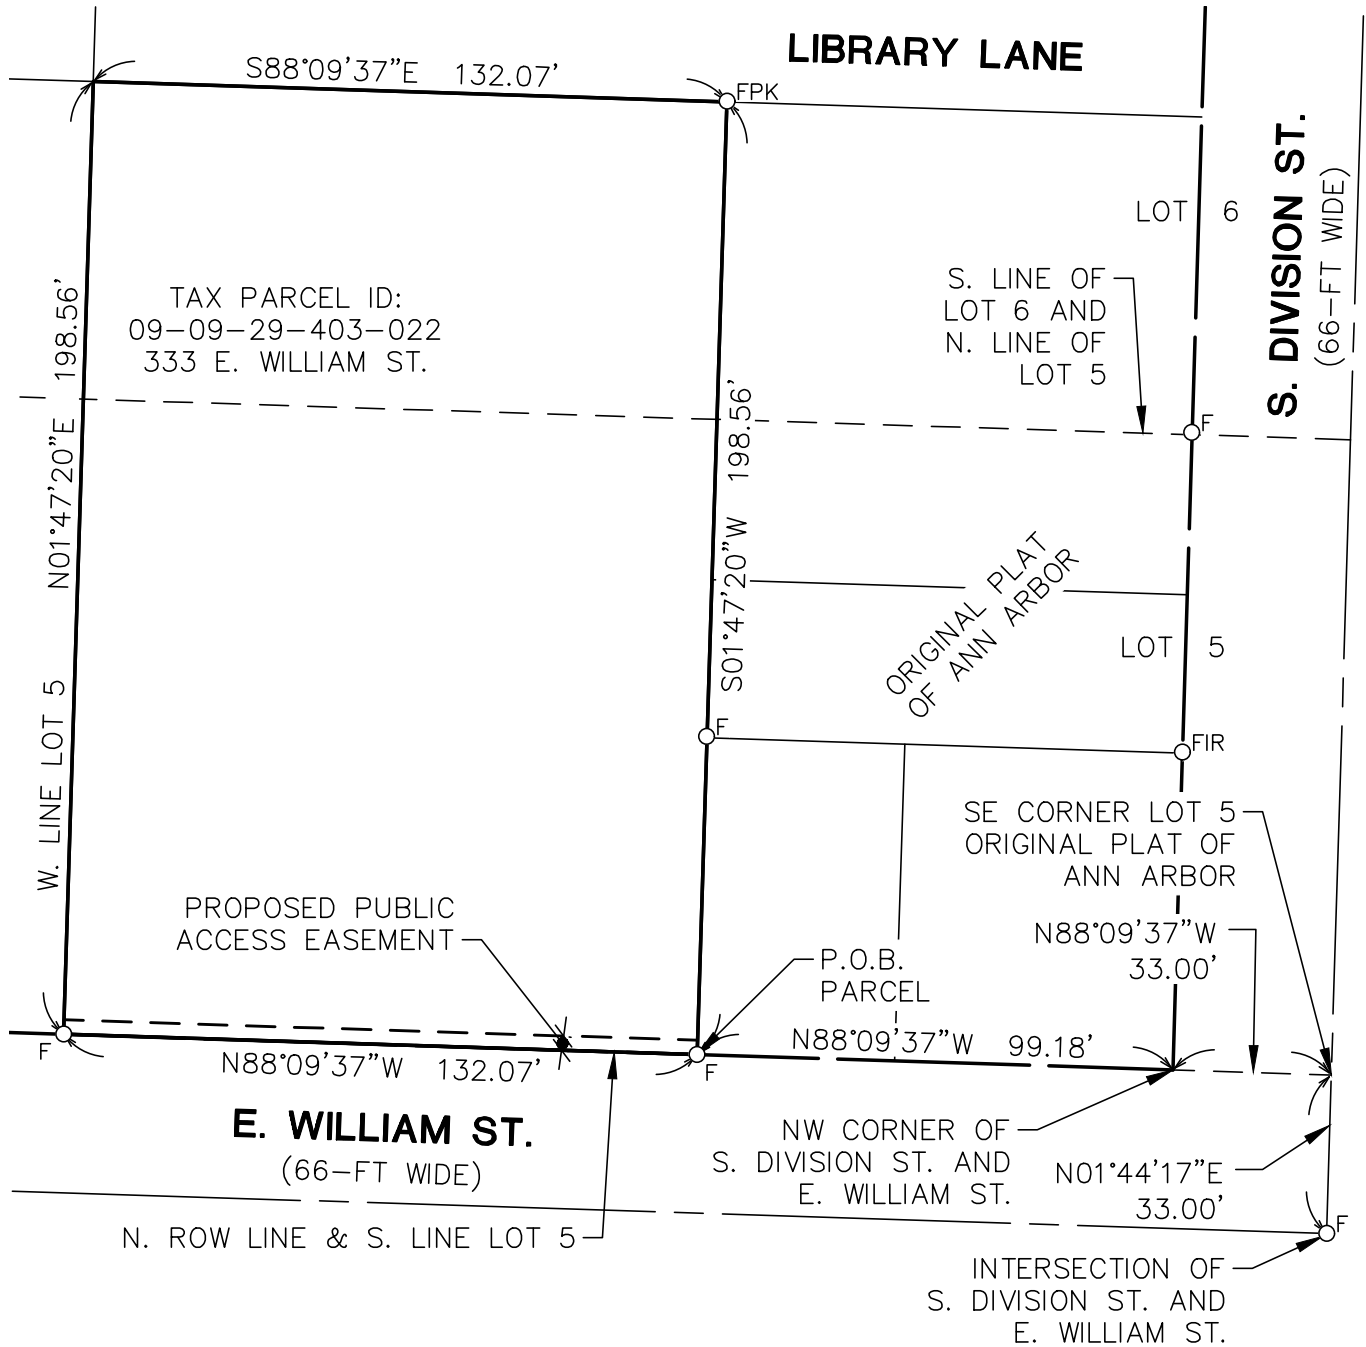 LIBRARY LANE
S88°09'37"E 132.07'
FPK
S. DIVISION ST.
(66-FT WIDE)
LOT 6
S. LINE OF
LOT 6 AND
N. LINE OF
LOT 5
TAX PARCEL ID:
09-09-29-403-022
333 E. WILLIAM ST.
N01°47'20"E 198.56'
S01°47'20"W 198.56'
F
ORIGINAL PLAT
OF ANN ARBOR
LOT 5
W. LINE LOT 5
F
FIR
SE CORNER LOT 5
ORIGINAL PLAT OF
ANN ARBOR
PROPOSED PUBLIC
ACCESS EASEMENT
N88°09'37"W
33.00'
P.O.B.
PARCEL
N88°09'37"W 99.18'
F
N88°09'37"W 132.07'
F
E. WILLIAM ST.
(66-FT WIDE)
NW CORNER OF
S. DIVISION ST. AND
E. WILLIAM ST.
N01°44'17"E
33.00'
N. ROW LINE & S. LINE LOT 5
F
INTERSECTION OF
S. DIVISION ST. AND
E. WILLIAM ST.